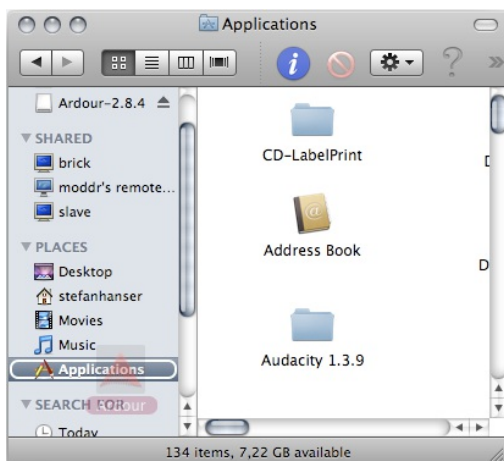 Applications
Ardour-2.8.4
SHARED
brick
moddr's remote...
slave
PLACES
Desktop
stefanhanser
Movies
Music
Applications
SEARCH FOR
Ardour
Today
CD-LabelPrint
Address Book
Audacity 1.3.9
D
134 items, 7,22 GB available